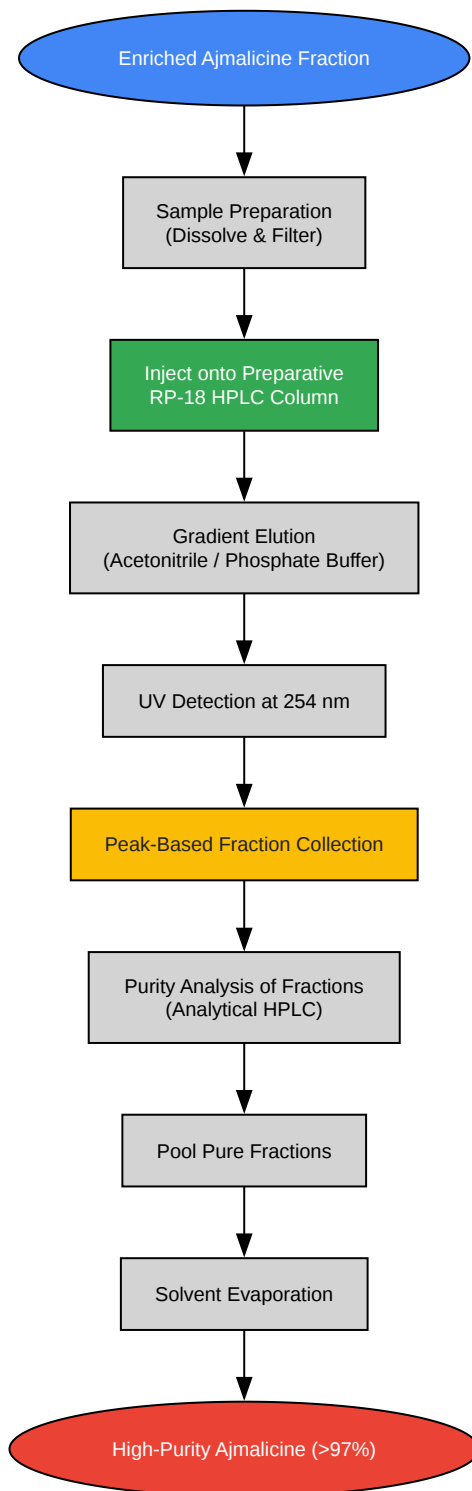 Enriched Ajmalicine Fraction
Sample Preparation
(Dissolve & Filter)
Inject onto Preparative
RP-18 HPLC Column
Gradient Elution
(Acetonitrile / Phosphate Buffer)
UV Detection at 254 nm
Peak-Based Fraction Collection
Purity Analysis of Fractions
(Analytical HPLC)
Pool Pure Fractions
Solvent Evaporation
High-Purity Ajmalicine (>97%)